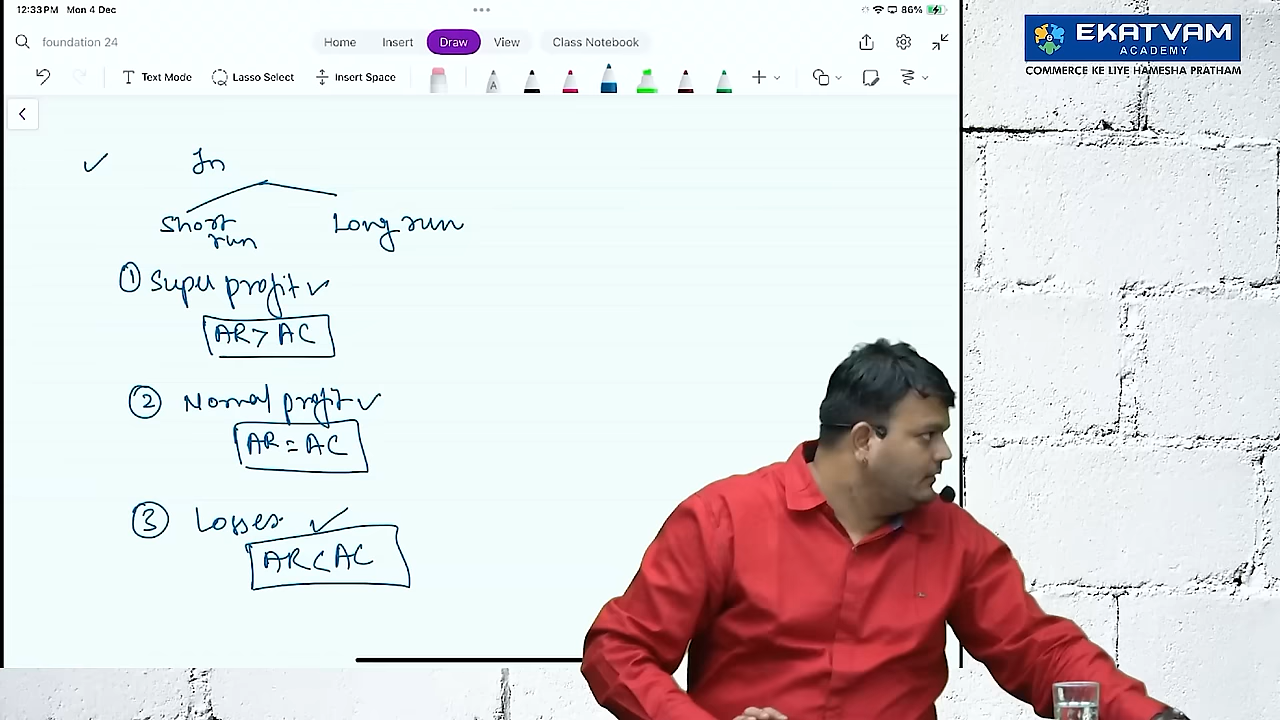 12:33 PM Mon 4 Dec
86%
foundation 24
Home Insert Draw View Class Notebook
Text Mode Lasso Select Insert Space
EKATVAM
ACADEMY
COMMERCE KE LIYE HAMESHA PRATHAM
In
Short run
Long run
① Super profit ✓
AR > AC
② Normal profit ✓
AR = AC
③ Losses ✓
AR < AC